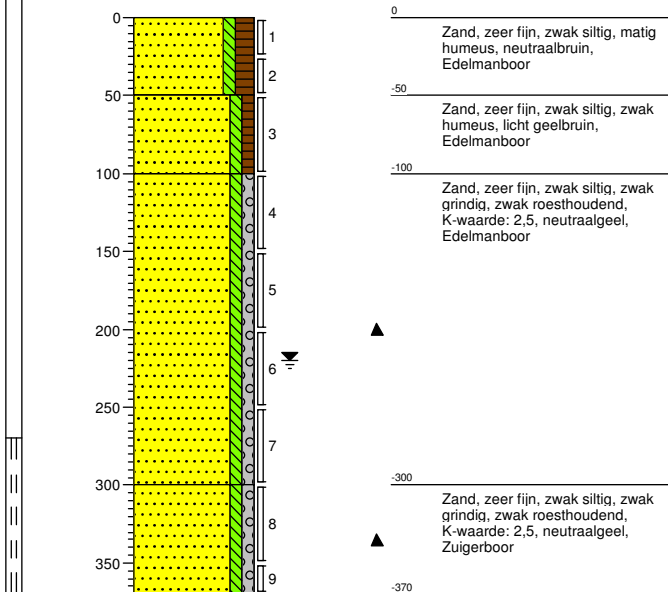 0
50
100
150
200
250
300
350
1
2
3
4
5
6
7
8
9
0
Zand, zeer fijn, zwak siltig, matig
humeus, neutraalbruin,
Edelmanboor
-50
Zand, zeer fijn, zwak siltig, zwak
humeus, licht geelbruin,
Edelmanboor
-100
Zand, zeer fijn, zwak siltig, zwak
grindig, zwak roesthoudend,
K-waarde: 2,5, neutraalgeel,
Edelmanboor
-300
Zand, zeer fijn, zwak siltig, zwak
grindig, zwak roesthoudend,
K-waarde: 2,5, neutraalgeel,
Zuigerboor
-370